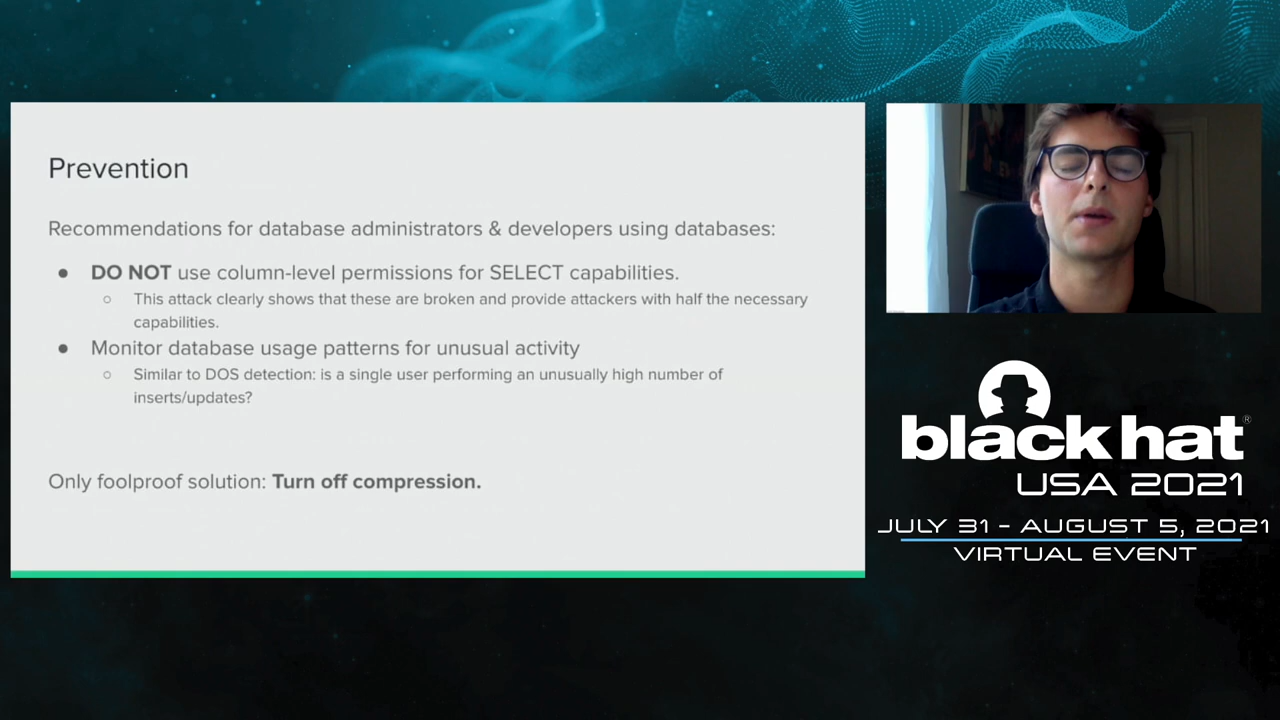 Prevention
Recommendations for database administrators & developers using databases:
● DO NOT use column-level permissions for SELECT capabilities.
○ This attack clearly shows that these are broken and provide attackers with half the necessary
capabilities.
● Monitor database usage patterns for unusual activity
○ Similar to DOS detection: is a single user performing an unusually high number of
inserts/updates?
Only foolproof solution: Turn off compression.
black hat®
USA 2021
JULY 31 - AUGUST 5, 2021
VIRTUAL EVENT